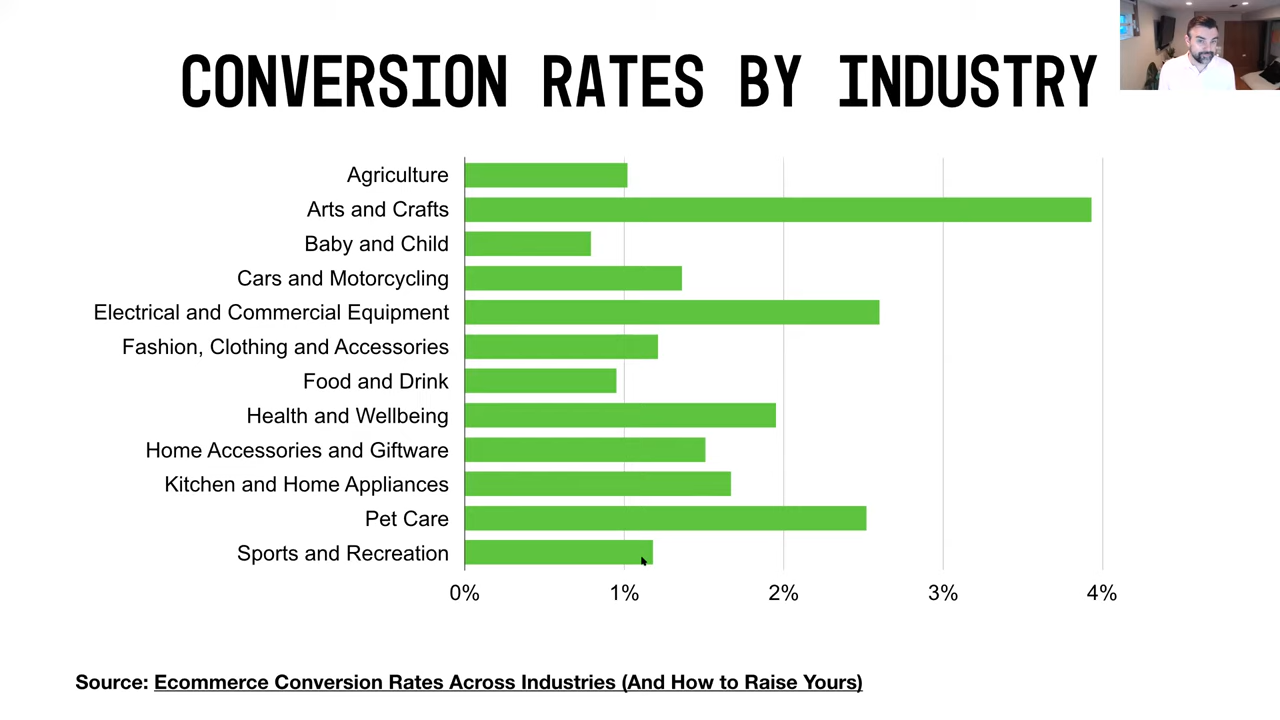 CONVERSION RATES BY INDUSTRY
Agriculture
Arts and Crafts
Baby and Child
Cars and Motorcycling
Electrical and Commercial Equipment
Fashion, Clothing and Accessories
Food and Drink
Health and Wellbeing
Home Accessories and Giftware
Kitchen and Home Appliances
Pet Care
Sports and Recreation
0% 1% 2% 3% 4%
Source: Ecommerce Conversion Rates Across Industries (And How to Raise Yours)